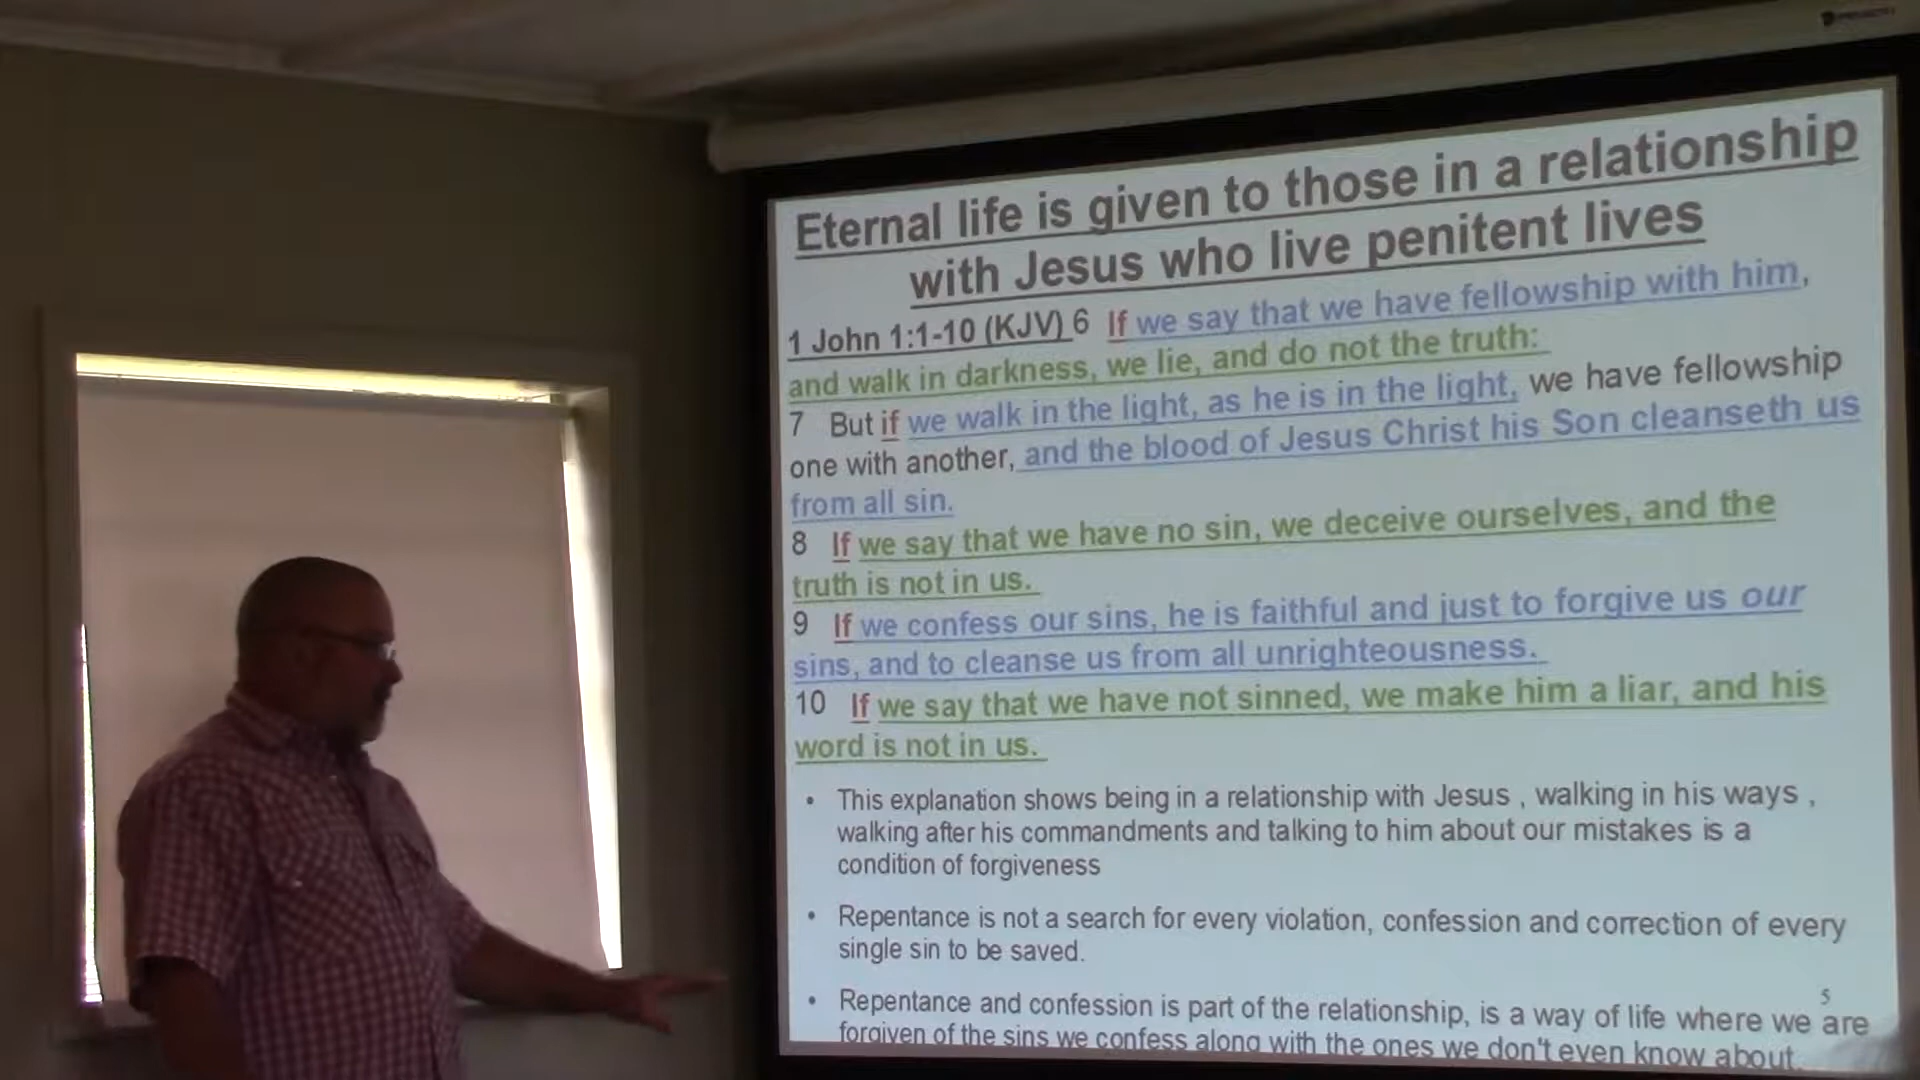 Eternal life is given to those in a relationship
with Jesus who live penitent lives
1 John 1:1-10 (KJV) 6 If we say that we have fellowship with him,
and walk in darkness, we lie, and do not the truth:
7 But if we walk in the light, as he is in the light, we have fellowship
one with another, and the blood of Jesus Christ his Son cleanseth us
from all sin.
8 If we say that we have no sin, we deceive ourselves, and the
truth is not in us.
9 If we confess our sins, he is faithful and just to forgive us our
sins, and to cleanse us from all unrighteousness.
10 If we say that we have not sinned, we make him a liar, and his
word is not in us.
• This explanation shows being in a relationship with Jesus , walking in his ways ,
walking after his commandments and talking to him about our mistakes is a
condition of forgiveness
• Repentance is not a search for every violation, confession and correction of every
single sin to be saved.
5
• Repentance and confession is part of the relationship, is a way of life where we are
forgiven of the sins we confess along with the ones we don't even know about.